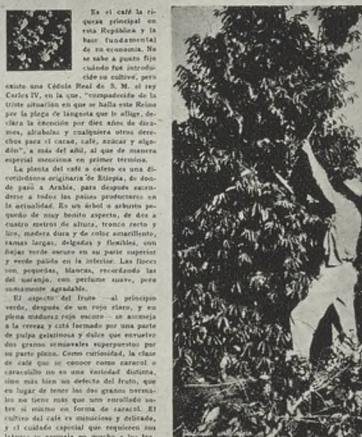 Es el café la ri-
queza principal en
esta República y la
base fundamental
de su economía. No
se sabe a punto fijo
cuándo fue introdu-
cido su cultivo, pero
existe una Cédula Real de S. M. el rey
Carlos IV, en la que, "compadecido de la
triste situación en que se halla este Reino
por la plaga de langosta que le aflige, de-
clara la exención por diez años de diez-
mos, alcabalas y cualquiera otros dere-
chos para el cacao, café, azúcar y algo-
dón", a más del añil, al que de manera
especial menciona en primer término.
La planta del café o cafeto es una di-
cotiledónea originaria de Etiopía, de don-
de pasó a Arabia, para después exten-
derse a todos los países productores en
la actualidad. Es un árbol o arbusto pe-
queño de muy bonito aspecto, de dos a
cuatro metros de altura, tronco recto y
liso, madera dura y de color amarillento,
ramas largas, delgadas y flexibles, con
hojas verde oscuro en su parte superior
y verde pálido en la inferior. Las flores
son pequeñas, blancas, recordando las
del naranjo, con perfume suave, pero
sumamente agradable.
El aspecto del fruto —al principio
verde, después de un rojo claro, y en
plena madurez rojo oscuro— se asemeja
a la cereza y está formado por una parte
de pulpa gelatinosa y dulce que envuelve
dos granos semiovales superpuestos por
su parte plana. Como curiosidad, la clase
de café que se conoce como caracol o
caracolillo no es una variedad distinta,
sino más bien un defecto del fruto, que
en lugar de tener los dos granos norma-
les no tiene más que uno enrollado so-
bre sí mismo en forma de caracol. El
cultivo del café es minucioso y delicado,
y el cuidado especial que requieren sus